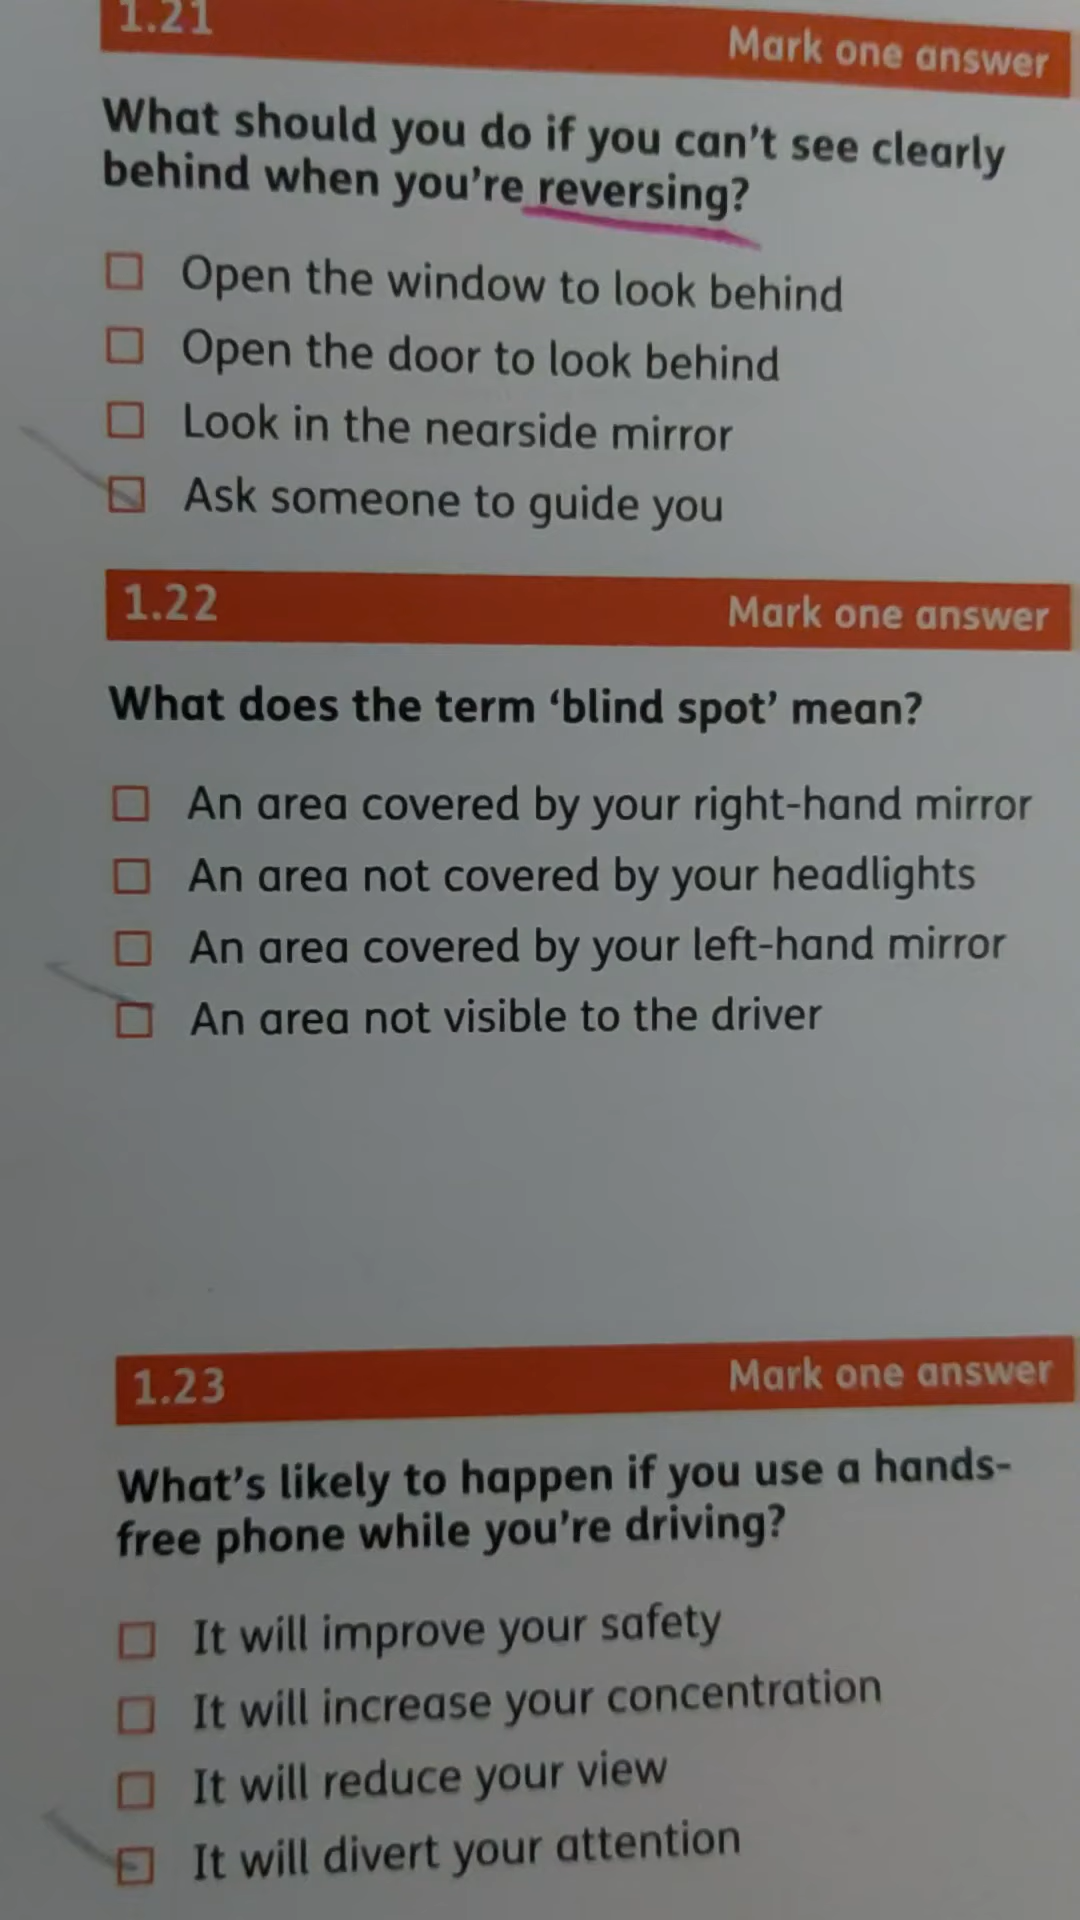 1.21
Mark one answer
What should you do if you can't see clearly
behind when you're reversing?
Open the window to look behind
Open the door to look behind
Look in the nearside mirror
Ask someone to guide you
1.22
Mark one answer
What does the term ‘blind spot’ mean?
An area covered by your right-hand mirror
An area not covered by your headlights
An area covered by your left-hand mirror
An area not visible to the driver
1.23
Mark one answer
What's likely to happen if you use a hands-
free phone while you're driving?
It will improve your safety
It will increase your concentration
It will reduce your view
It will divert your attention